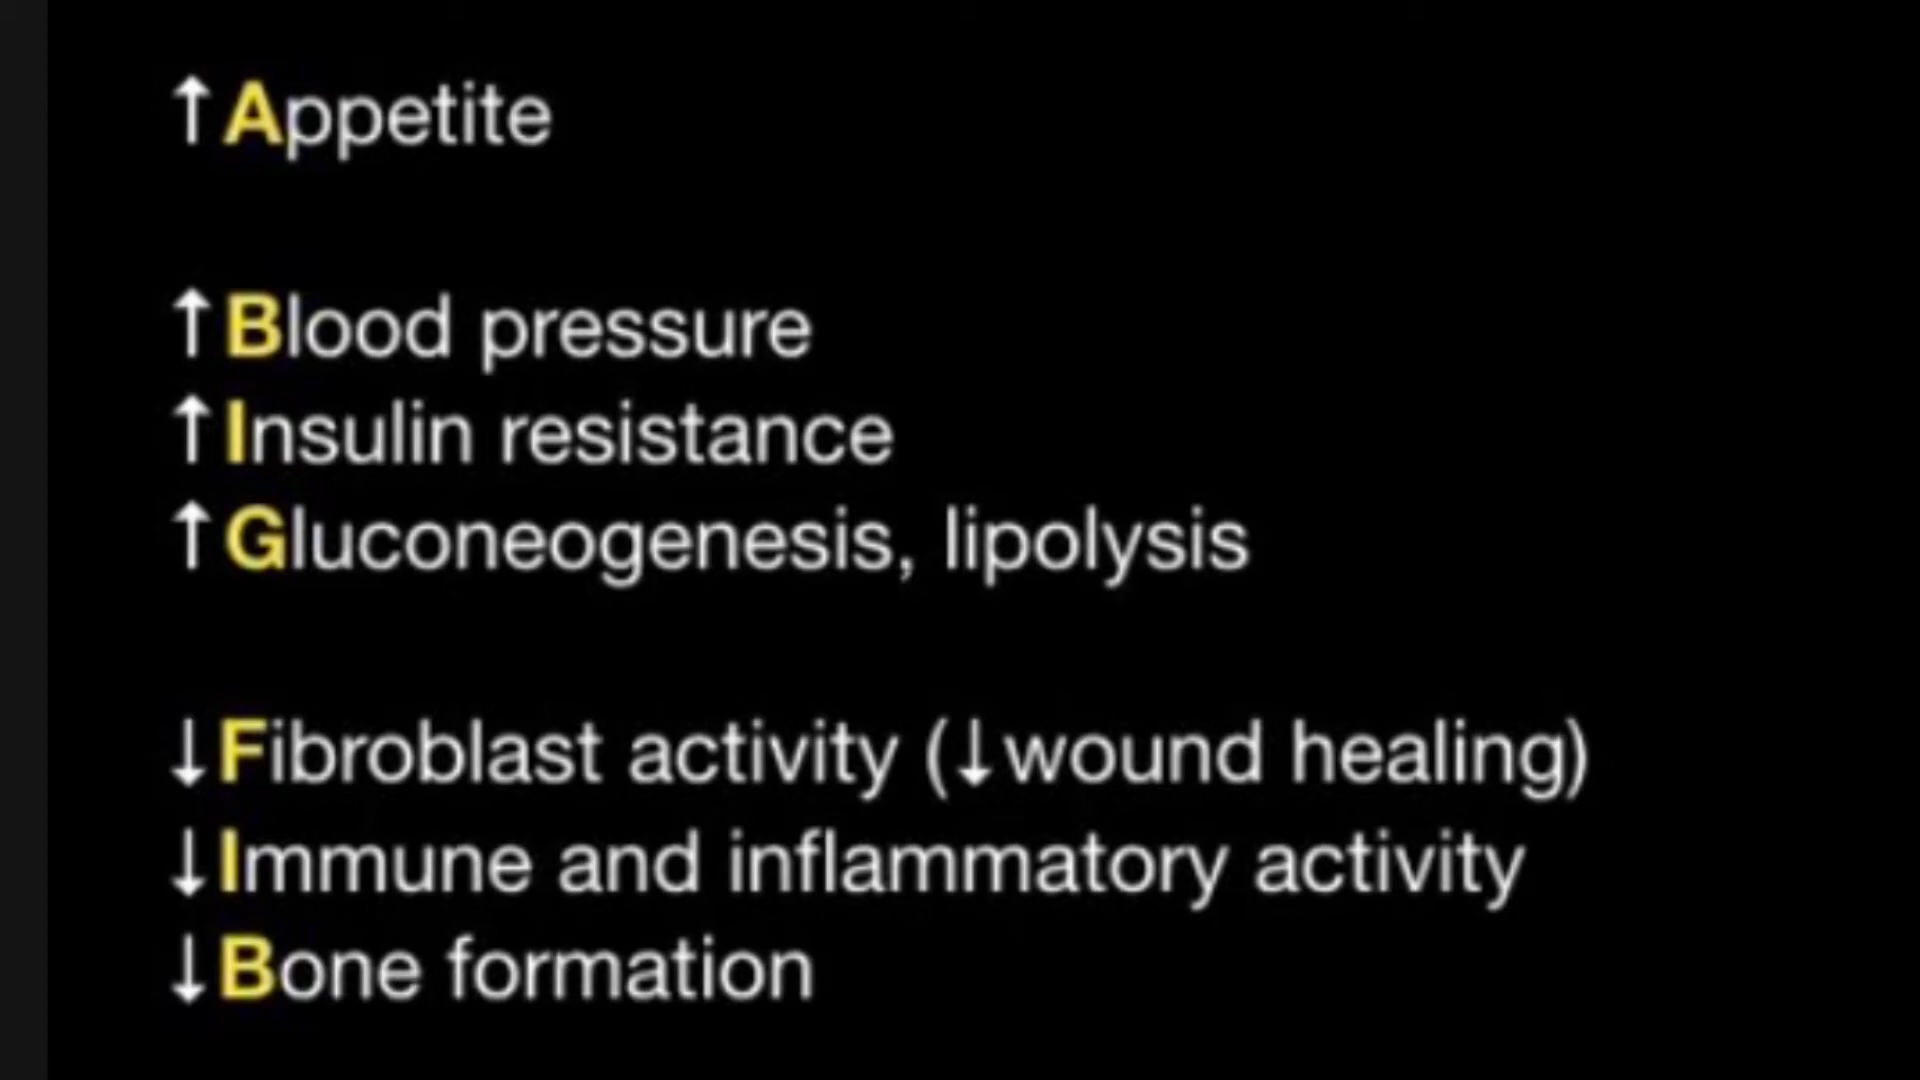 ↑Appetite
↑Blood pressure
↑Insulin resistance
↑Gluconeogenesis, lipolysis
↓Fibroblast activity (↓wound healing)
↓Immune and inflammatory activity
↓Bone formation